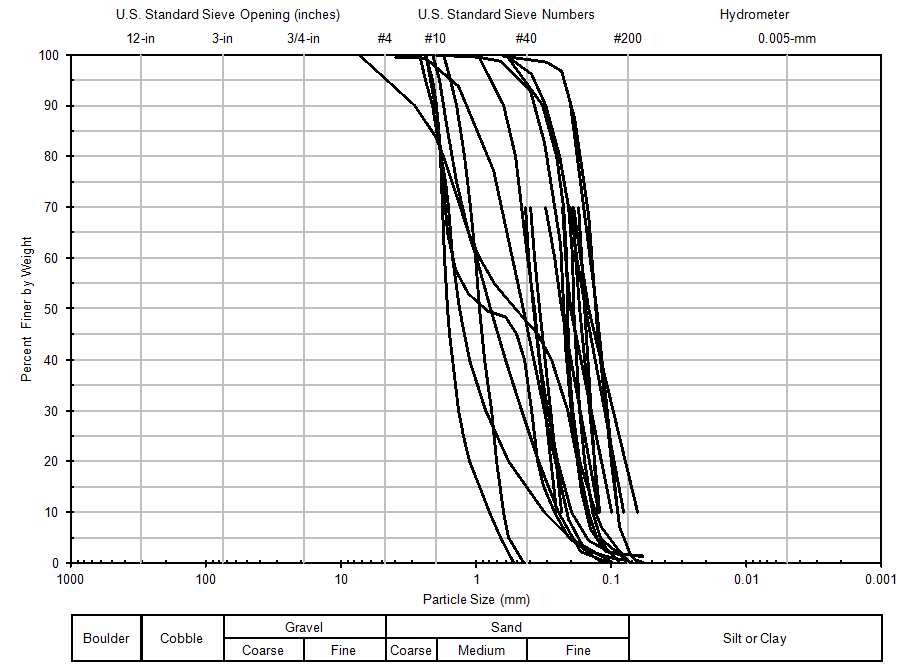 U.S. Standard Sieve Opening (inches) U.S. Standard Sieve Numbers Hydrometer
12-in 3-in 3/4-in #4 #10 #40 #200 0.005-mm
100
90
80
70
60
50
40
30
20
10
0
Percent Finer by Weight
1000 100 10 1 0.1 0.01 0.001
Particle Size (mm)
Boulder Cobble Gravel Sand Silt or Clay
Coarse Fine Coarse Medium Fine